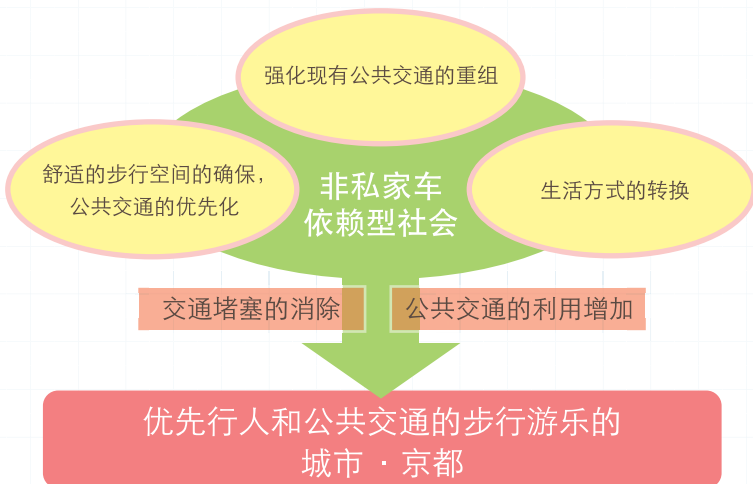 强化现有公共交通的重组
舒适的步行空间的确保，
公共交通的优先化
非私家车
依赖型社会
生活方式的转换
交通堵塞的消除
公共交通的利用增加
优先行人和公共交通的步行游乐的
城市·京都